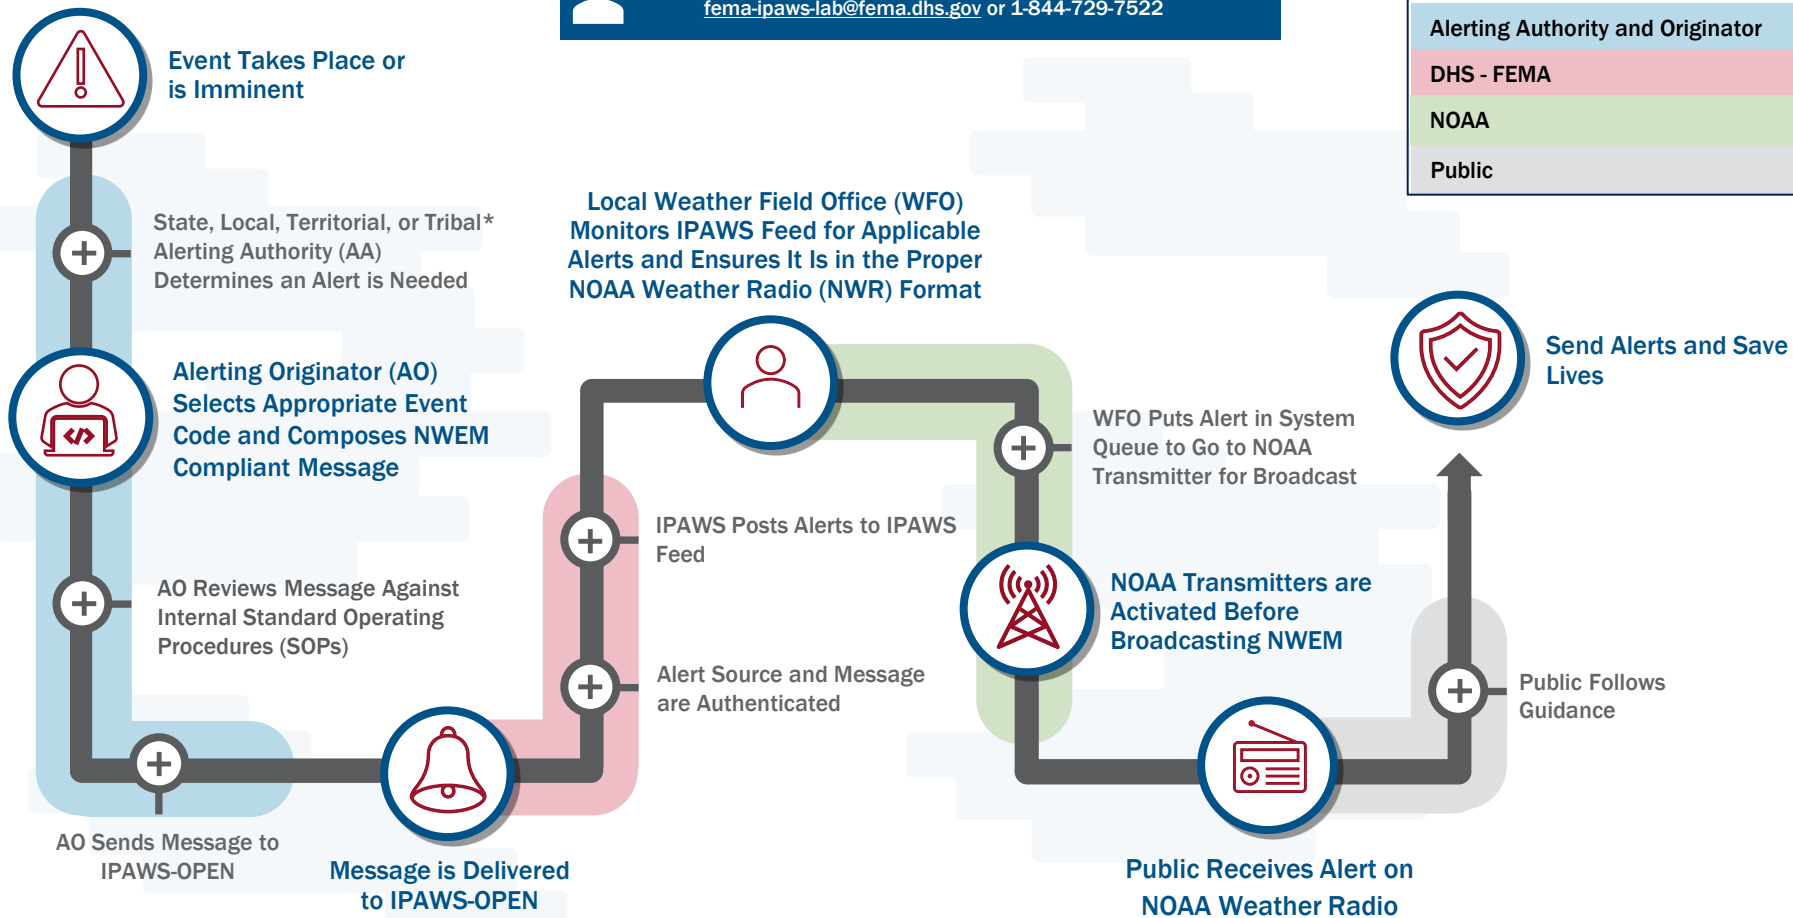 fema-ipaws-lab@fema.dhs.gov or 1-844-729-7522
Alerting Authority and Originator
DHS - FEMA
NOAA
Public
Event Takes Place or
is Imminent
State, Local, Territorial, or Tribal*
Alerting Authority (AA)
Determines an Alert is Needed
Alerting Originator (AO)
Selects Appropriate Event
Code and Composes NWEM
Compliant Message
AO Reviews Message Against
Internal Standard Operating
Procedures (SOPs)
AO Sends Message to
IPAWS-OPEN
Message is Delivered
to IPAWS-OPEN
Alert Source and Message
are Authenticated
IPAWS Posts Alerts to IPAWS
Feed
Local Weather Field Office (WFO)
Monitors IPAWS Feed for Applicable
Alerts and Ensures It Is in the Proper
NOAA Weather Radio (NWR) Format
WFO Puts Alert in System
Queue to Go to NOAA
Transmitter for Broadcast
NOAA Transmitters are
Activated Before
Broadcasting NWEM
Public Receives Alert on
NOAA Weather Radio
Public Follows
Guidance
Send Alerts and Save
Lives